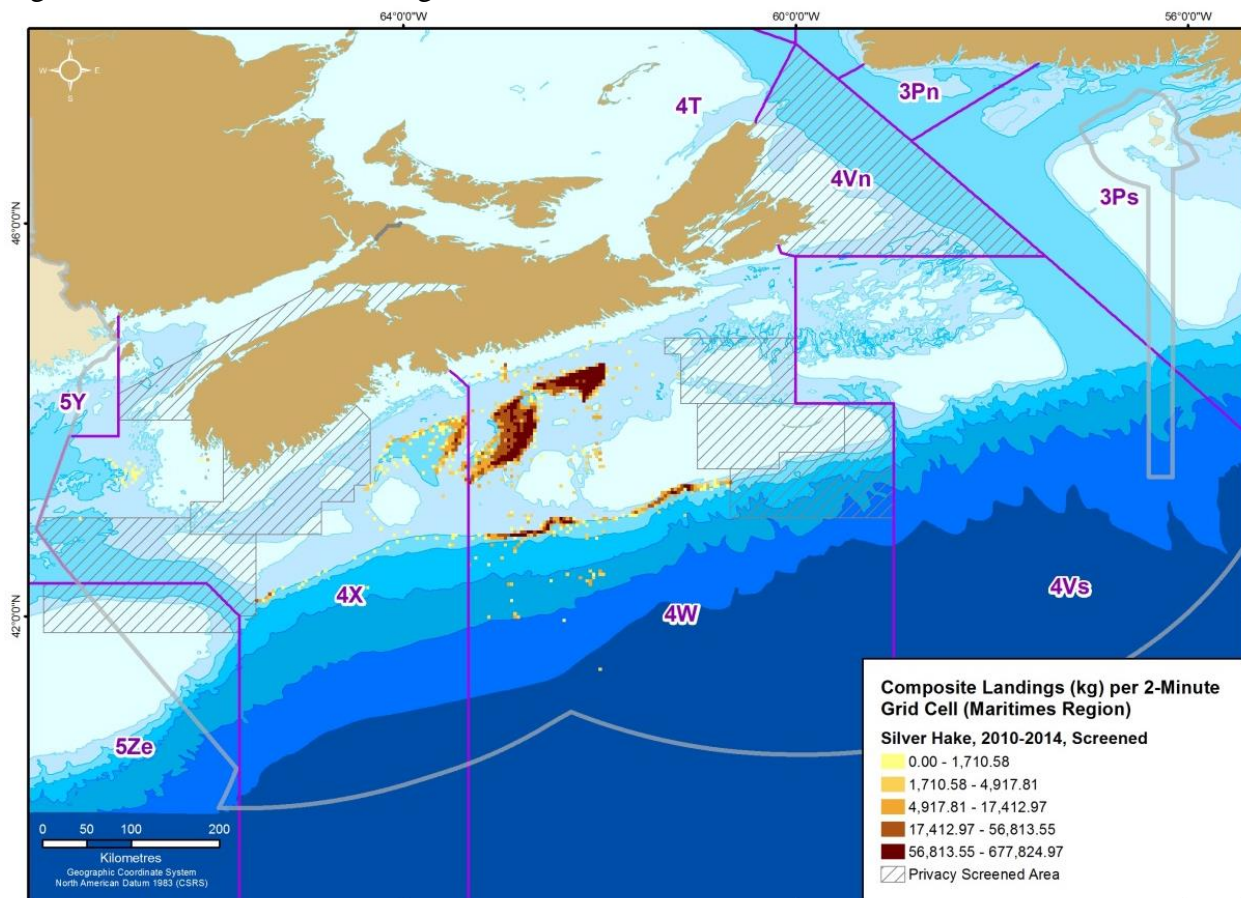 64°0'0"W
60°0'0"W
56°0'0"W
N
W
E
S
3Pn
4T
4Vn
3Ps
46°0'0"N
5Y
42°0'0"N
4X
4W
4Vs
5Ze
0 50 100 200
Kilometres
Geographic Coordinate System
North American Datum 1983 (CSRS)
Composite Landings (kg) per 2-Minute
Grid Cell (Maritimes Region)
Silver Hake, 2010-2014, Screened
0.00 - 1,710.58
1,710.58 - 4,917.81
4,917.81 - 17,412.97
17,412.97 - 56,813.55
56,813.55 - 677,824.97
Privacy Screened Area